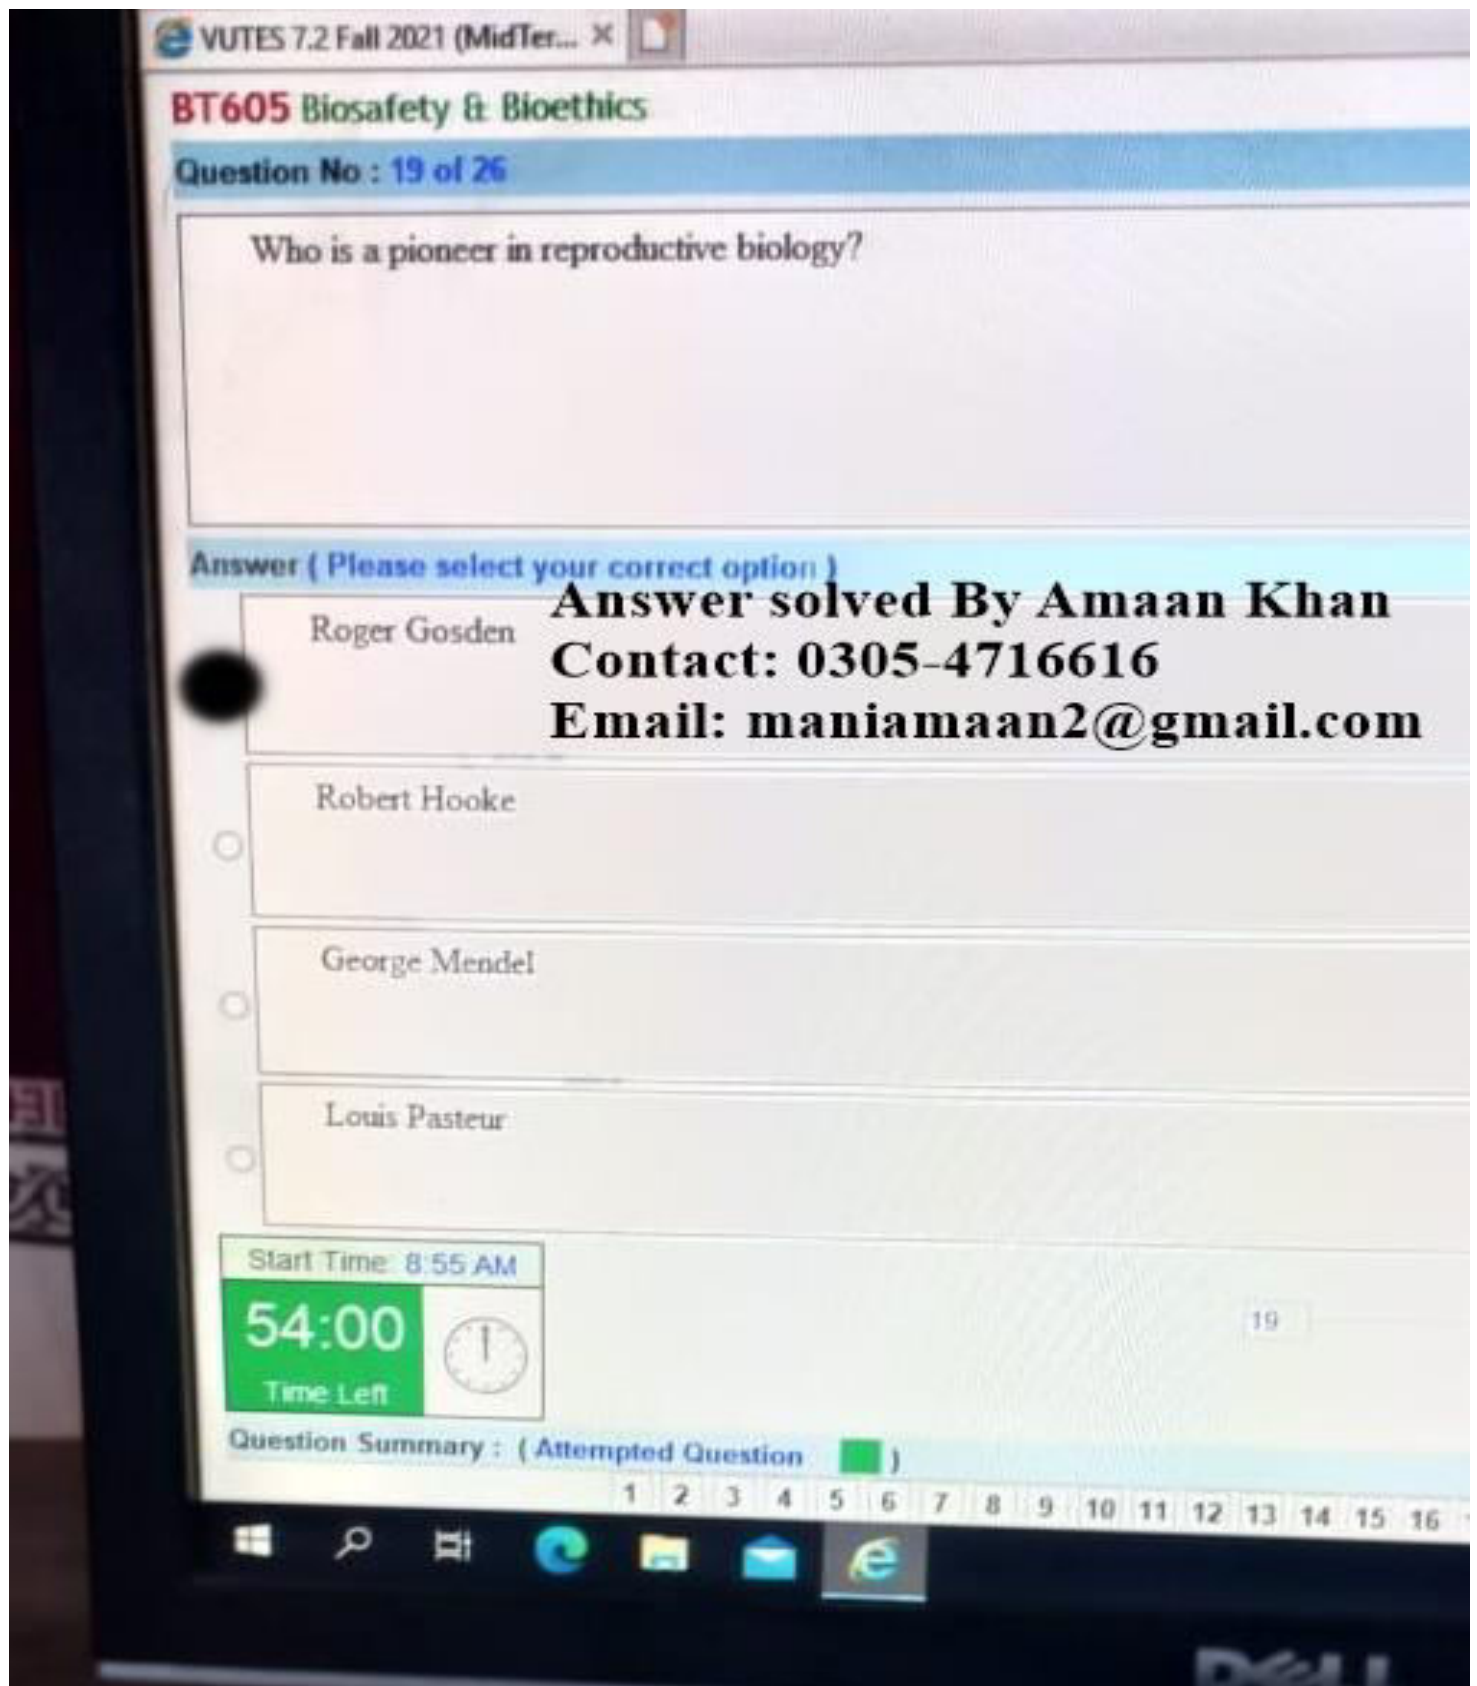 VUTES 7.2 Fall 2021 (MidTer...
BT605 Biosafety & Bioethics
Question No : 19 of 26
Who is a pioneer in reproductive biology?
Answer ( Please select your correct option )
Answer solved By Amaan Khan
Contact: 0305-4716616
Email: maniamaan2@gmail.com
Roger Gosden
Robert Hooke
George Mendel
Louis Pasteur
Start Time: 8:55 AM
54:00
Time Left
19
Question Summary : ( Attempted Question )
1 2 3 4 5 6 7 8 9 10 11 12 13 14 15 16
DELL